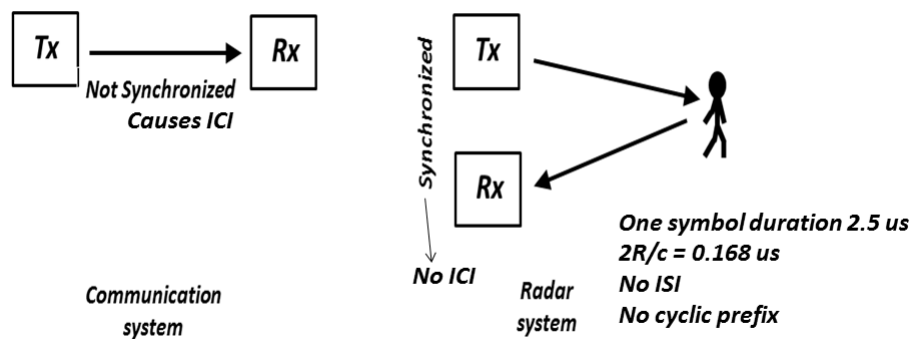 Tx
Rx
Not Synchronized
Causes ICI
Communication
system
Synchronized
Tx
Rx
No ICI
Radar
system
One symbol duration 2.5 us
2R/c = 0.168 us
No ISI
No cyclic prefix